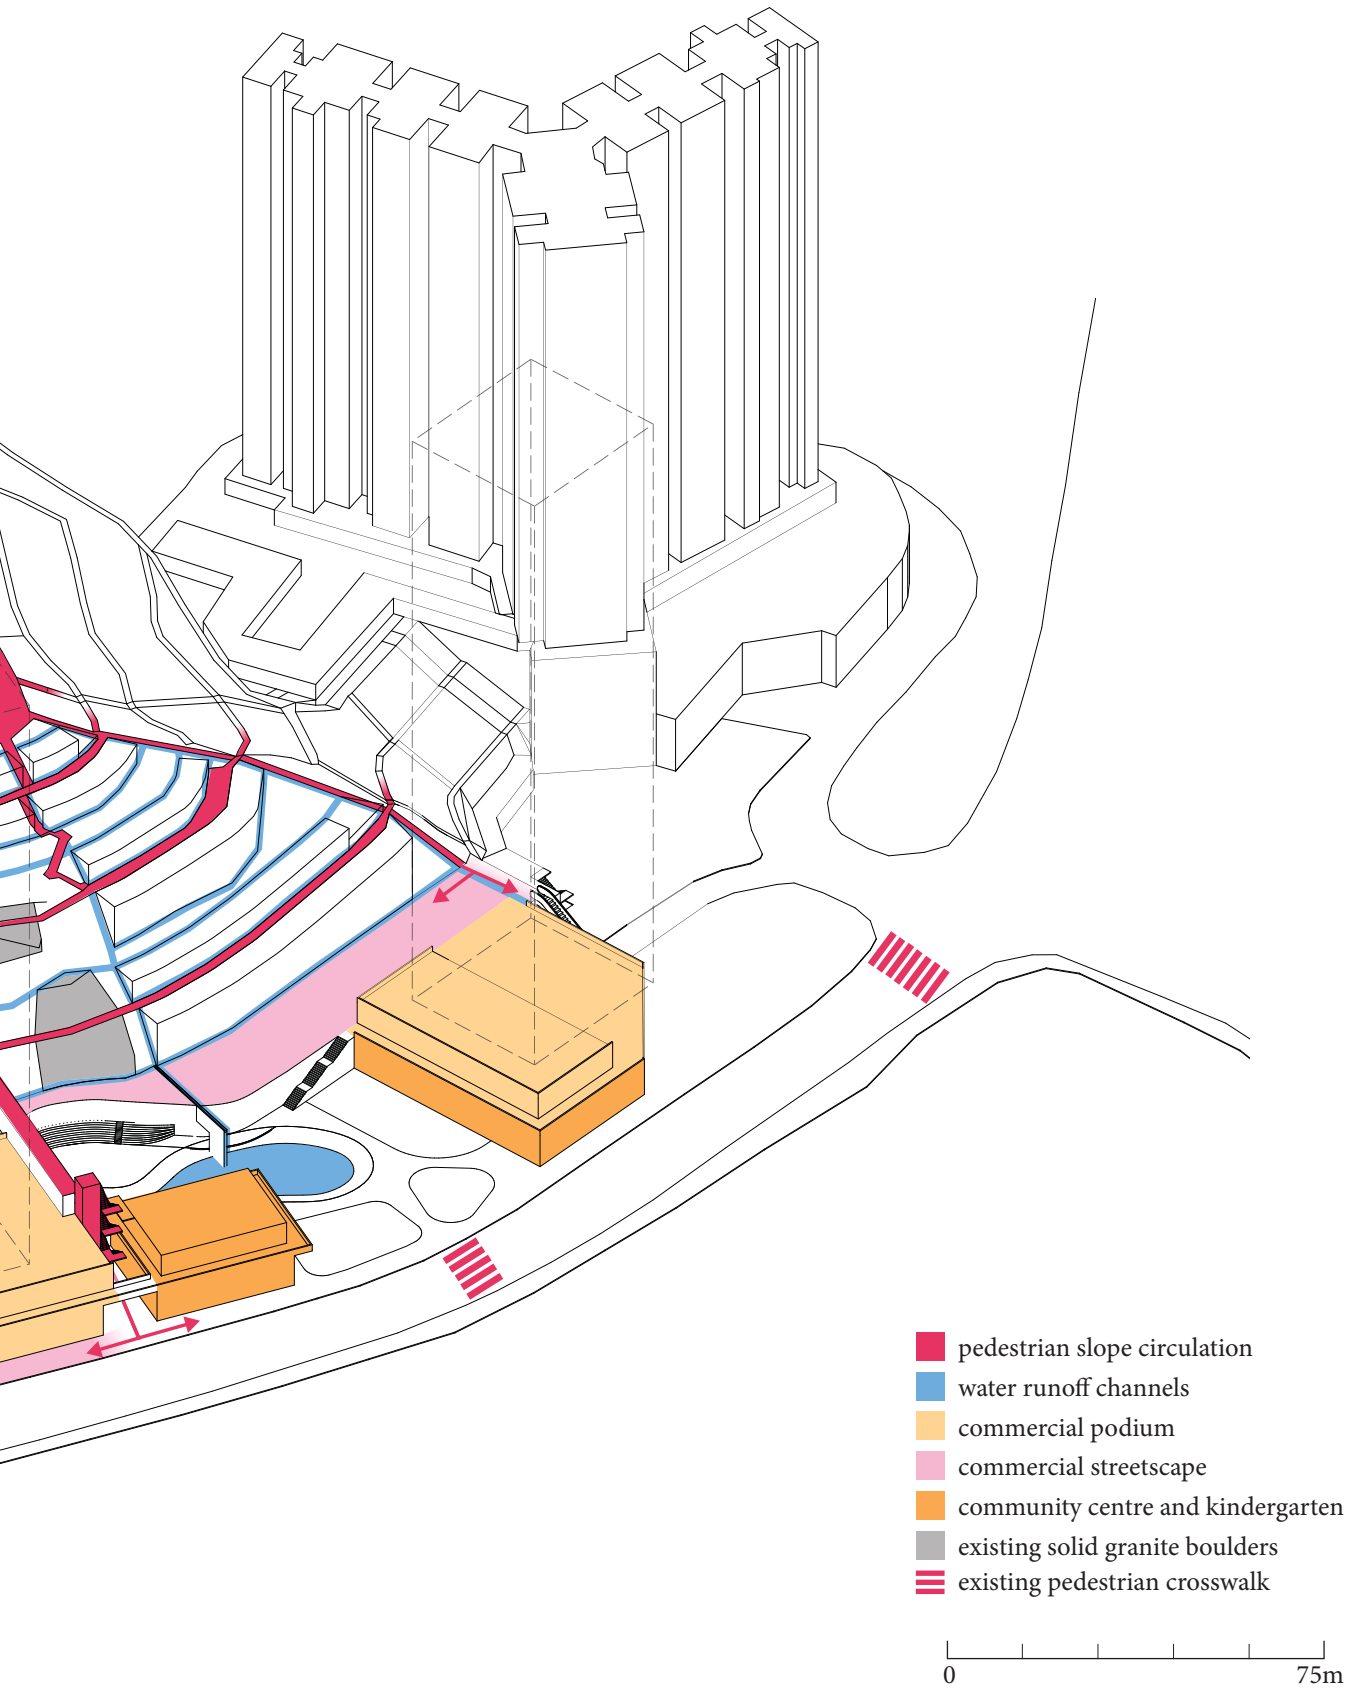 pedestrian slope circulation
water runoff channels
commercial podium
commercial streetscape
community centre and kindergarten
existing solid granite boulders
existing pedestrian crosswalk
0 75m